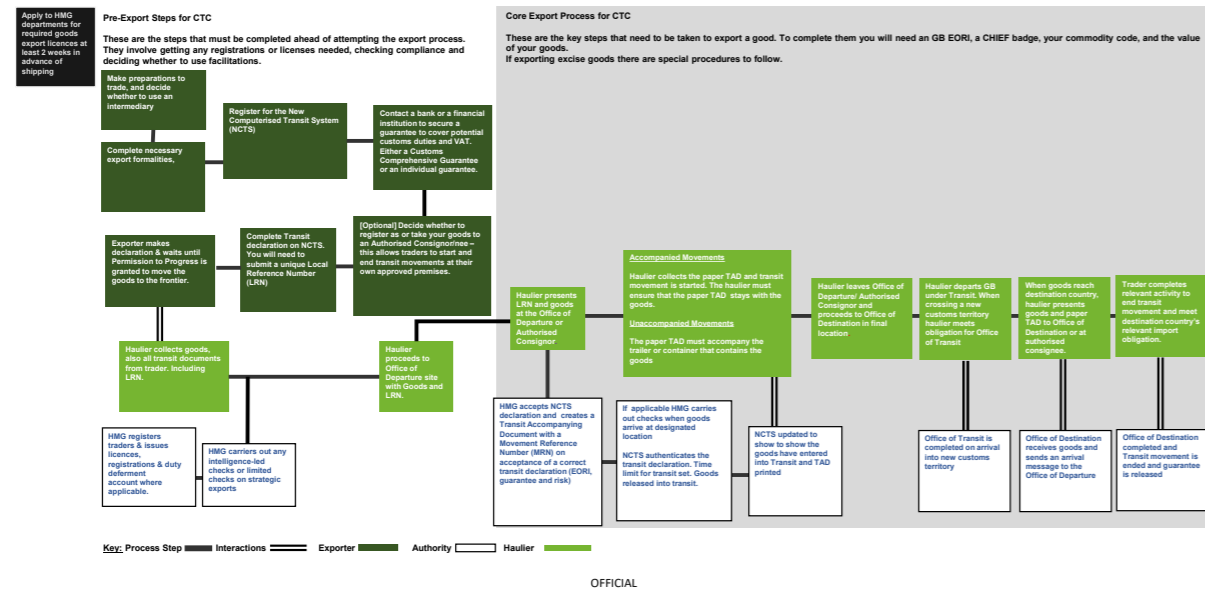 Apply to HMG
departments for
required goods
export licences at
least 2 weeks in
advance of
shipping
Pre-Export Steps for CTC
These are the steps that must be completed ahead of attempting the export process.
They involve getting any registrations or licenses needed, checking compliance and
deciding whether to use facilitations.
Make preparations to
trade, and decide
whether to use an
intermediary
Complete necessary
export formalities,
Register for the New
Computerised Transit System
(NCTS)
Contact a bank or a financial
institution to secure a
guarantee to cover potential
customs duties and VAT.
Either a Customs
Comprehensive Guarantee
or an individual guarantee.
[Optional] Decide whether to
register as or take your goods to
an Authorised Consignor/nee –
this allows traders to start and
end transit movements at their
own approved premises.
Complete Transit
declaration on NCTS.
You will need to
submit a unique Local
Reference Number
(LRN)
Exporter makes
declaration & waits until
Permission to Progress is
granted to move the
goods to the frontier.
Haulier collects goods,
also all transit documents
from trader. Including
LRN.
Haulier
proceeds to
Office of
Departure site
with Goods and
LRN.
HMG registers
traders & issues
licences,
registrations & duty
deferment
account where
applicable.
HMG carriers out any
intelligence-led
checks or limited
checks on strategic
exports
Core Export Process for CTC
These are the key steps that need to be taken to export a good. To complete them you will need an GB EORI, a CHIEF badge, your commodity code, and the value
of your goods.
If exporting excise goods there are special procedures to follow.
Haulier presents
LRN and goods
at the Office of
Departure or
Authorised
Consignor
Accompanied Movements
Haulier collects the paper TAD and transit
movement is started. The haulier must
ensure that the paper TAD stays with the
goods.
Unaccompanied Movements
The paper TAD must accompany the
trailer or container that contains the
goods
Haulier leaves Office of
Departure/ Authorised
Consignor and
proceeds to Office of
Destination in final
location
Haulier departs GB
under Transit. When
crossing a new
customs territory
haulier meets
obligation for Office
of Transit
When goods reach
destination country,
haulier presents
goods and paper
TAD to Office of
Destination or at
authorised
consignee.
Trader completes
relevant activity to
end transit
movement and meet
destination country's
relevant import
obligation.
HMG accepts NCTS
declaration and creates a
Transit Accompanying
Document with a
Movement Reference
Number (MRN) on
acceptance of a correct
transit declaration (EORI,
guarantee and risk)
If applicable HMG carries
out checks when goods
arrive at designated
location
NCTS authenticates the
transit declaration. Time
limit for transit set. Goods
released into transit.
NCTS updated to
show to show the
goods have entered
into Transit and TAD
printed
Office of Transit is
completed on arrival
into new customs
territory
Office of Destination
receives goods and
sends an arrival
message to the
Office of Departure
Office of Destination
completed and
Transit movement is
ended and guarantee
is released
Key: Process Step Interactions Exporter Authority Haulier
OFFICIAL